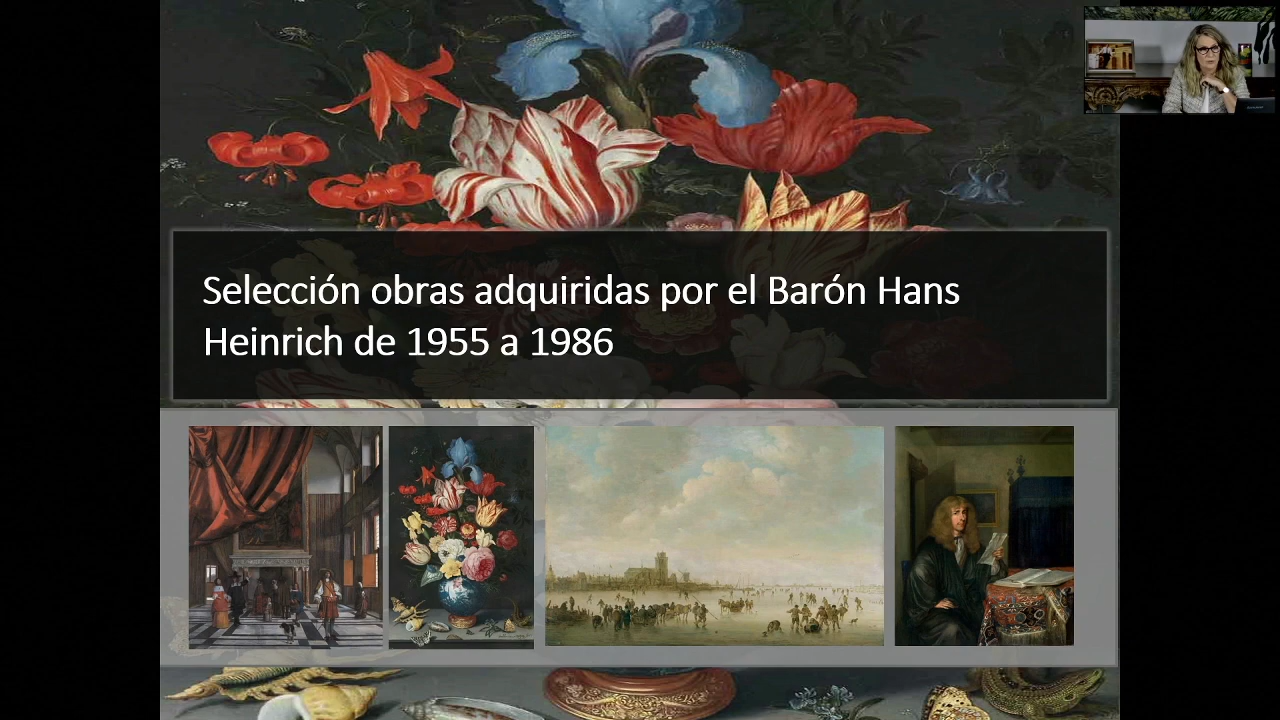 Selección obras adquiridas por el Barón Hans
Heinrich de 1955 a 1986